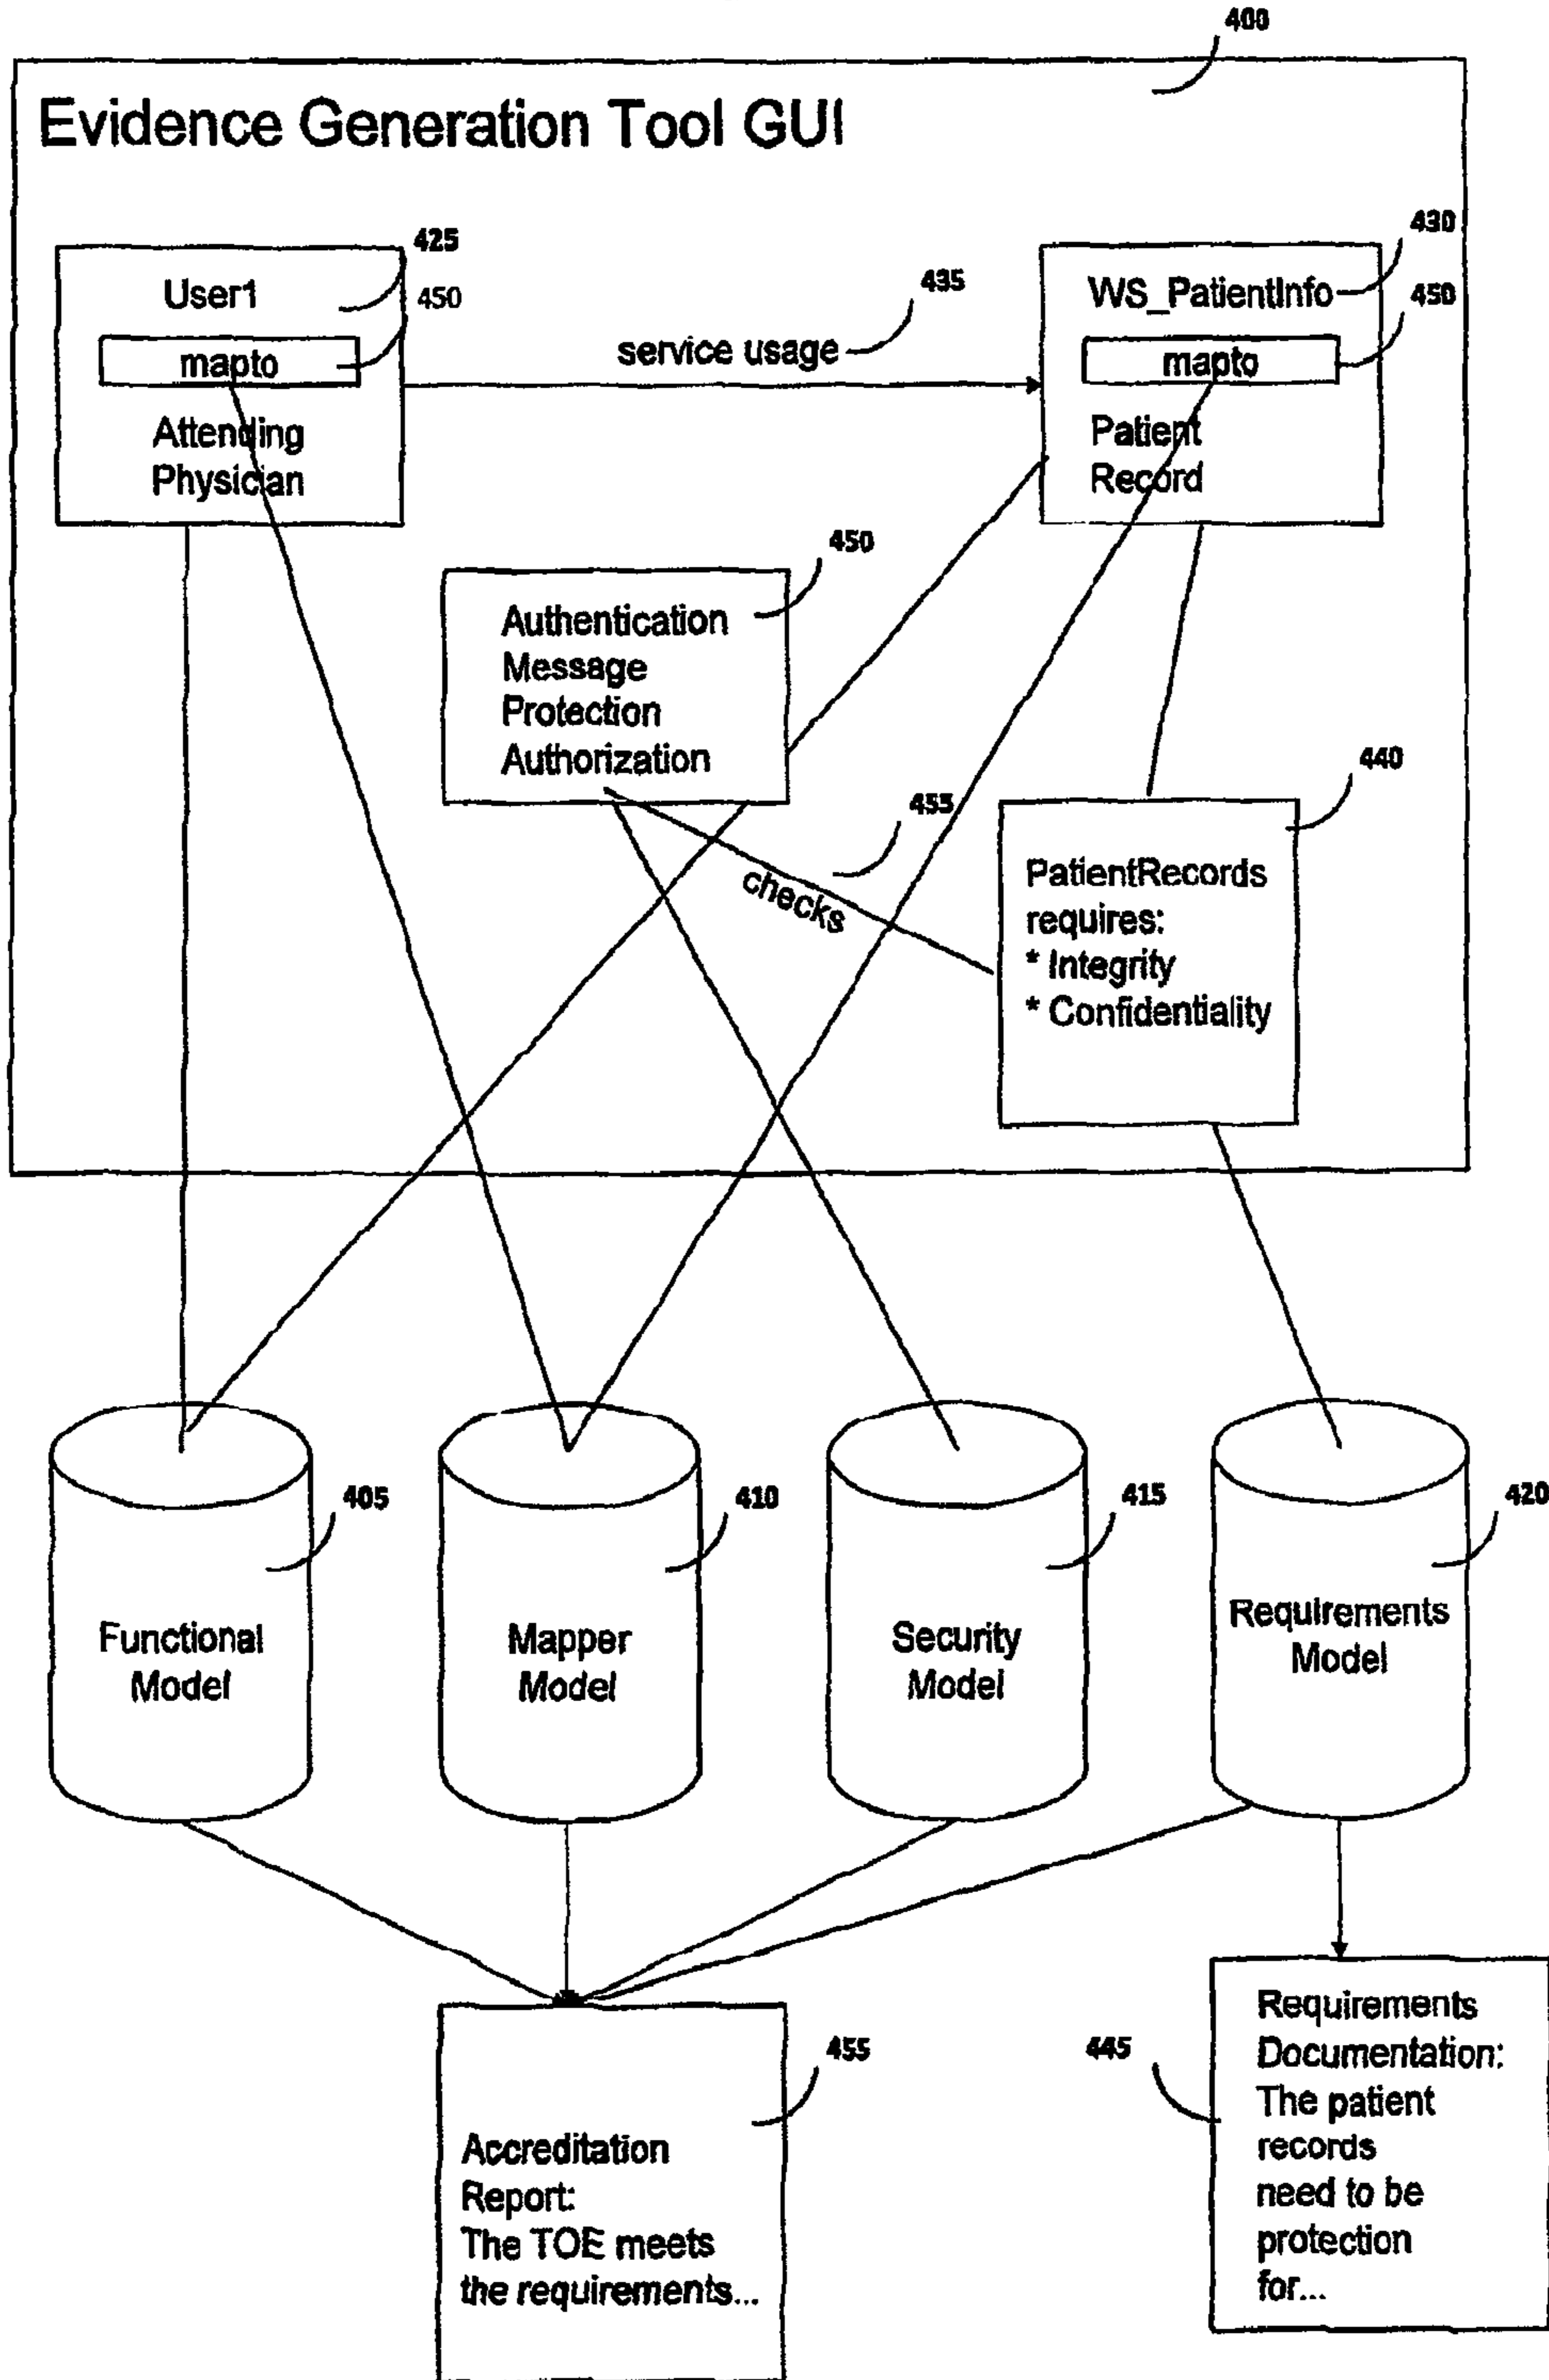 400
Evidence Generation Tool GUI
425
User1
450
mapto
Attending
Physician
435
service usage
430
WS_PatientInfo
450
mapto
Patient
Record
450
Authentication
Message
Protection
Authorization
455
checks
440
PatientRecords
requires:
* Integrity
* Confidentiality
405
Functional
Model
410
Mapper
Model
415
Security
Model
420
Requirements
Model
455
Accreditation
Report:
The TOE meets
the requirements...
445
Requirements
Documentation:
The patient
records
need to be
protection
for...